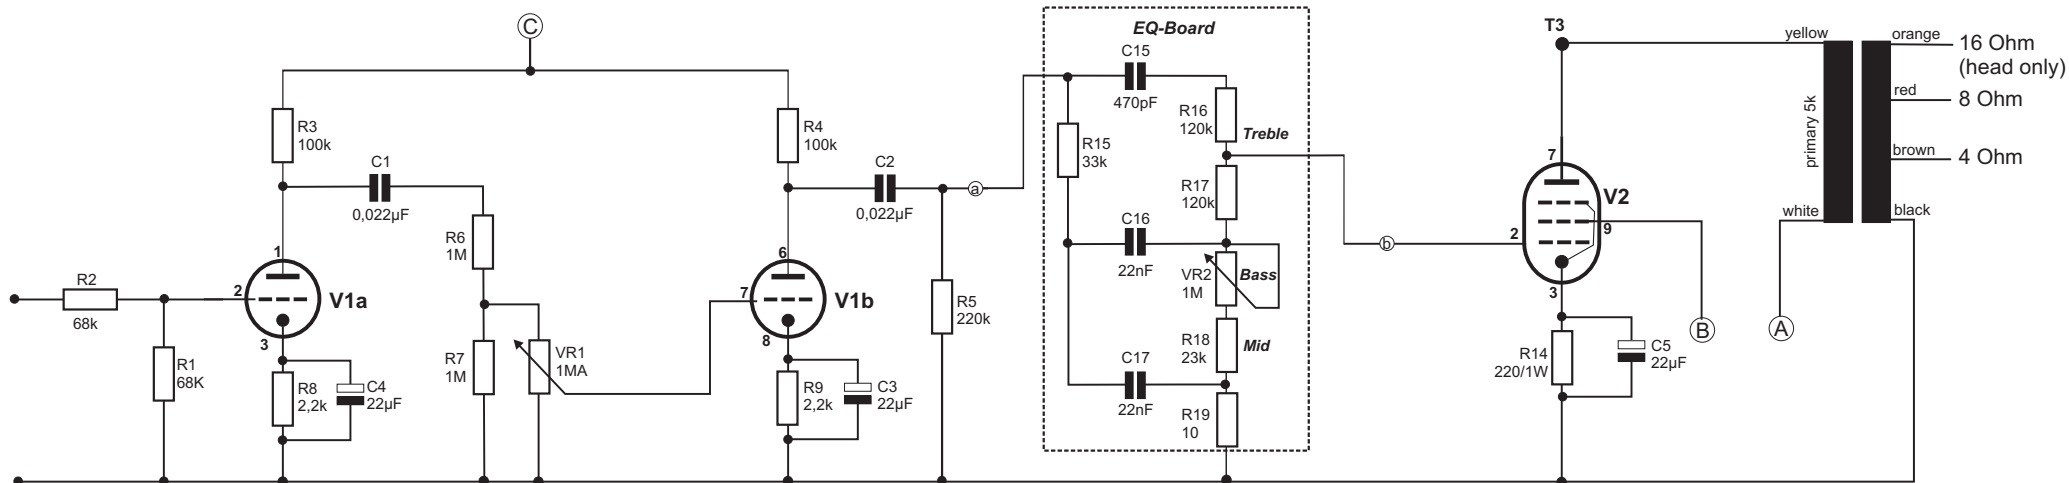 C
R3
100k
C1
0,022µF
R6
1M
R2
68k
R1
68K
1
2
3
V1a
R8
2,2k
C4
22µF
R7
1M
VR1
1MA
R4
100k
C2
0,022µF
6
7
8
V1b
R9
2,2k
C3
22µF
R5
220k
a
EQ-Board
C15
470pF
R15
33k
R16
120k
Treble
R17
120k
C16
22nF
VR2
1M
Bass
R18
23k
Mid
C17
22nF
R19
10
b
T3
7
V2
2
9
3
R14
220/1W
C5
22µF
B
A
yellow
white
primary 5k
orange
16 Ohm
(head only)
red
8 Ohm
brown
4 Ohm
black